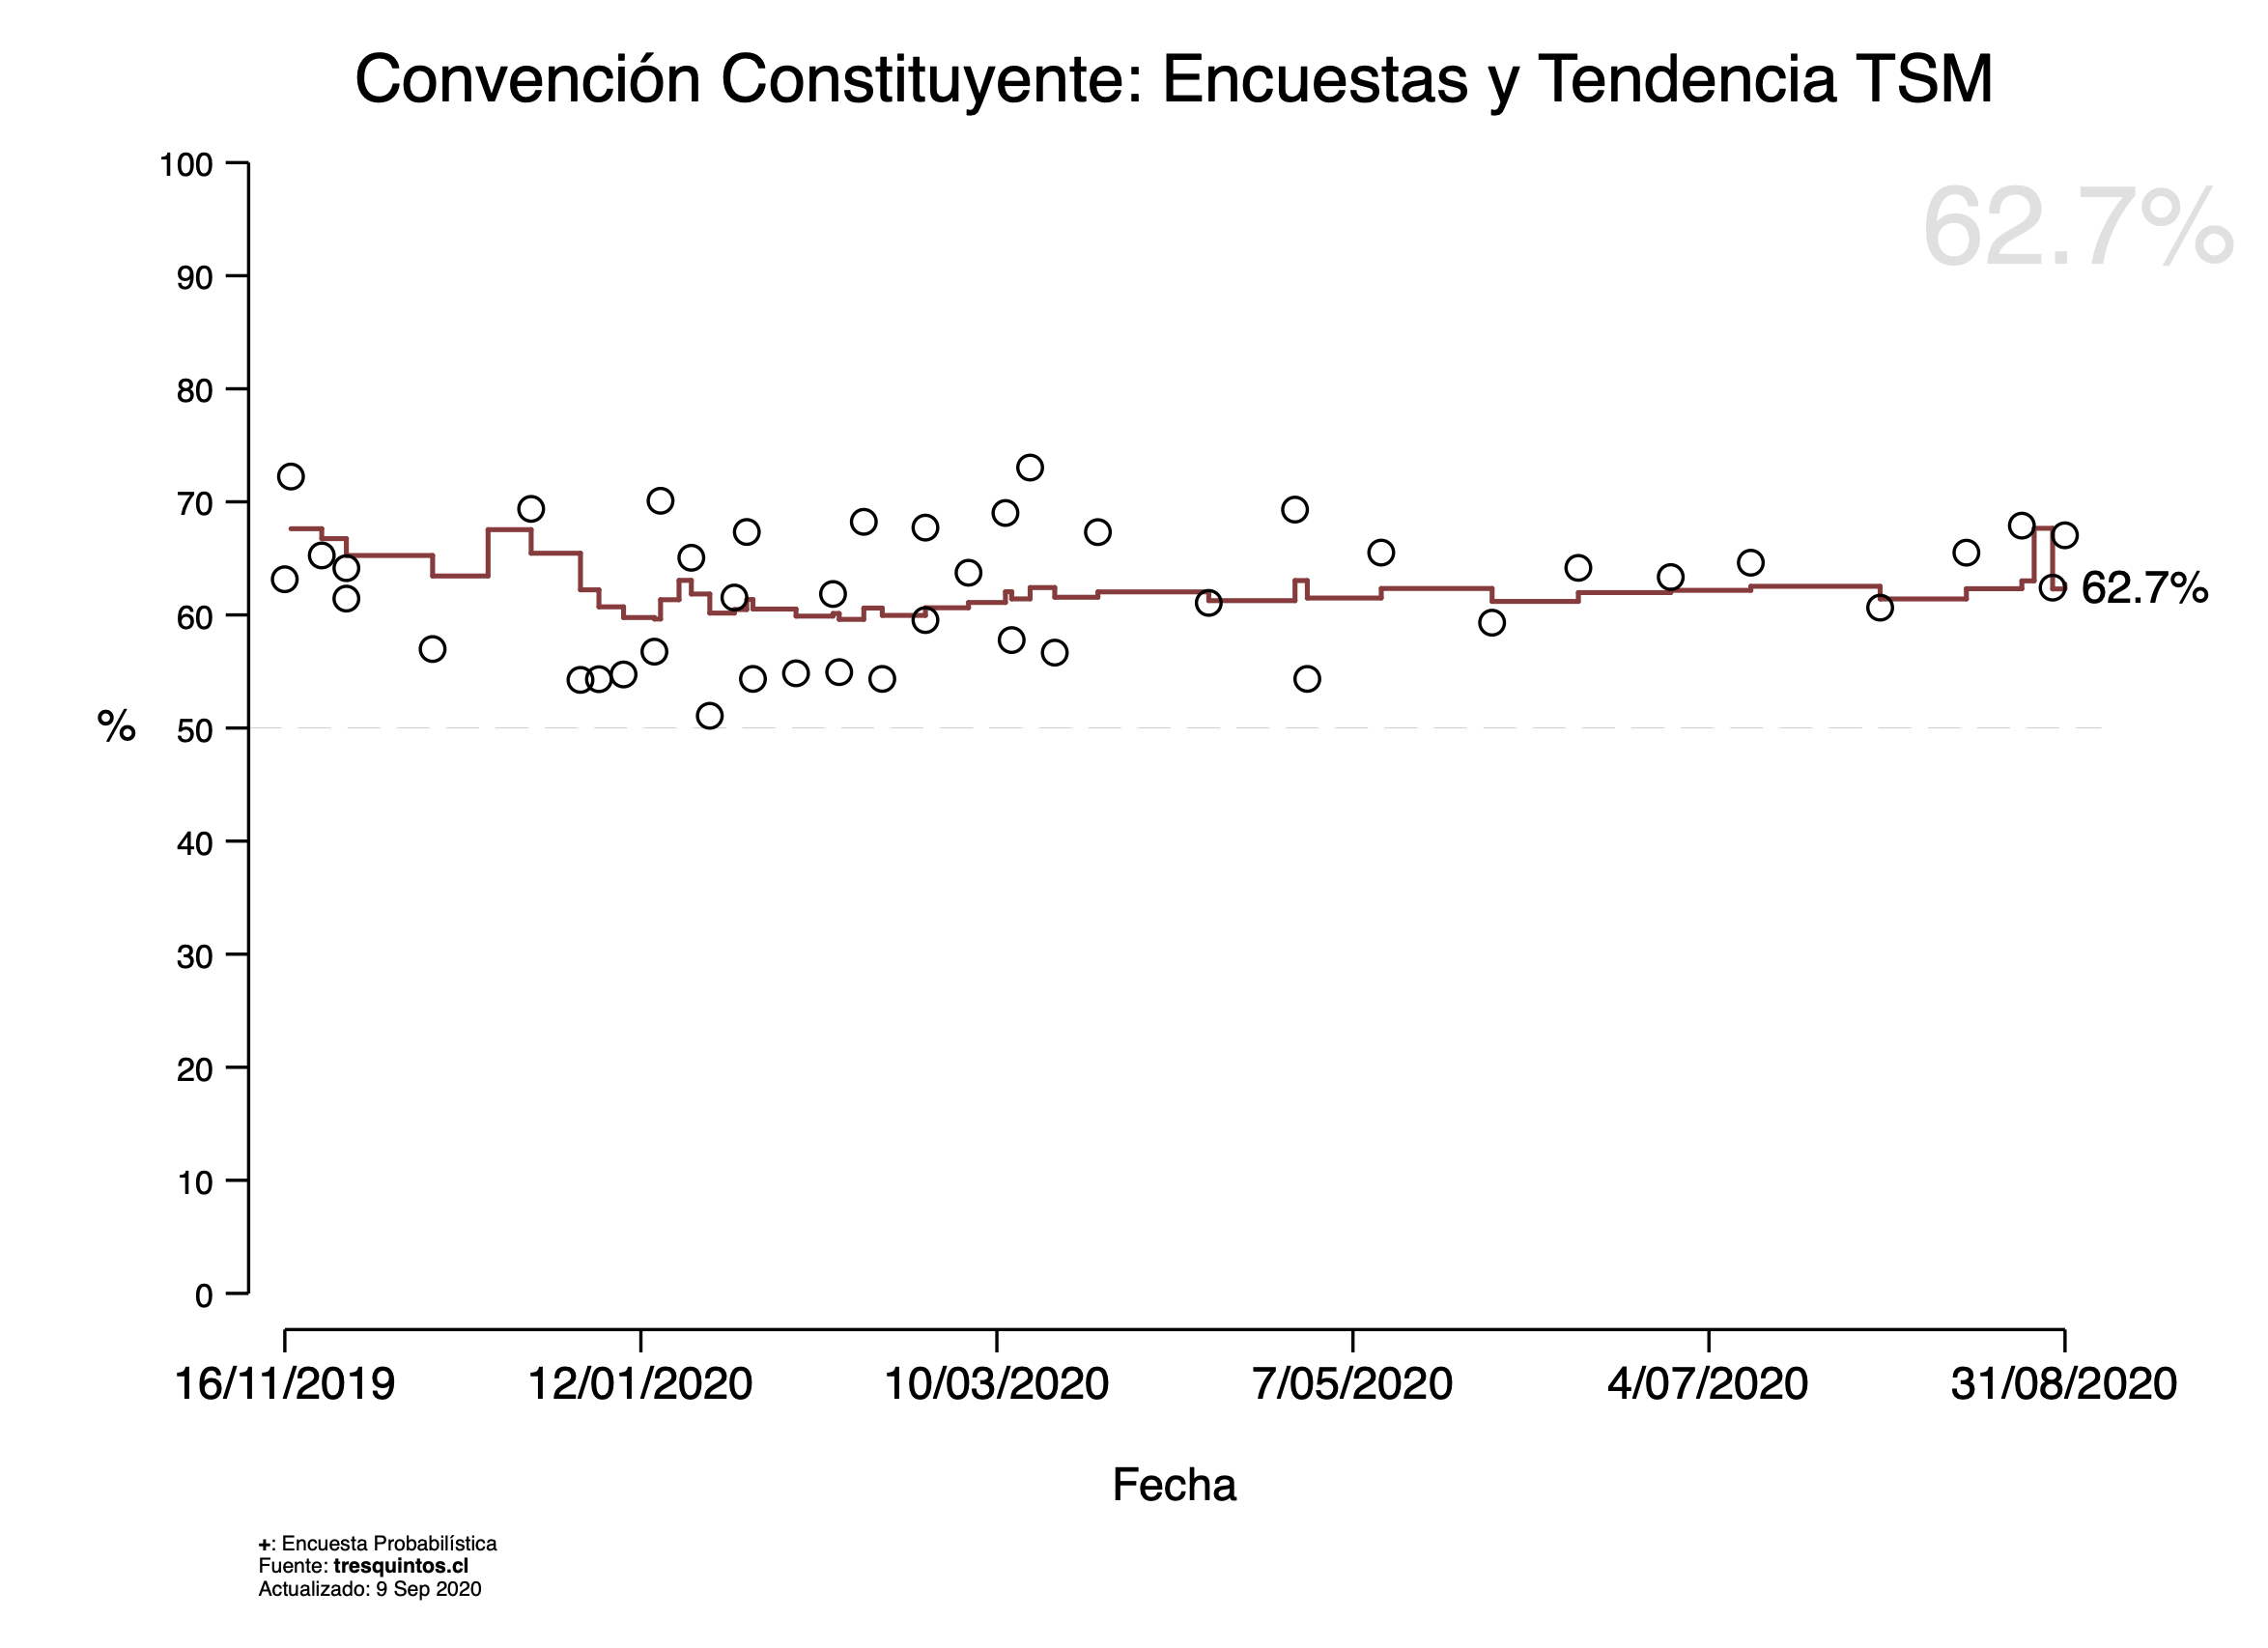 Convención Constituyente: Encuestas y Tendencia TSM
62.7%
100
90
80
70
60
50
40
30
20
10
0
%
62.7%
16/11/2019 12/01/2020 10/03/2020 7/05/2020 4/07/2020 31/08/2020
Fecha
+: Encuesta Probabilística
Fuente: tresquintos.cl
Actualizado: 9 Sep 2020